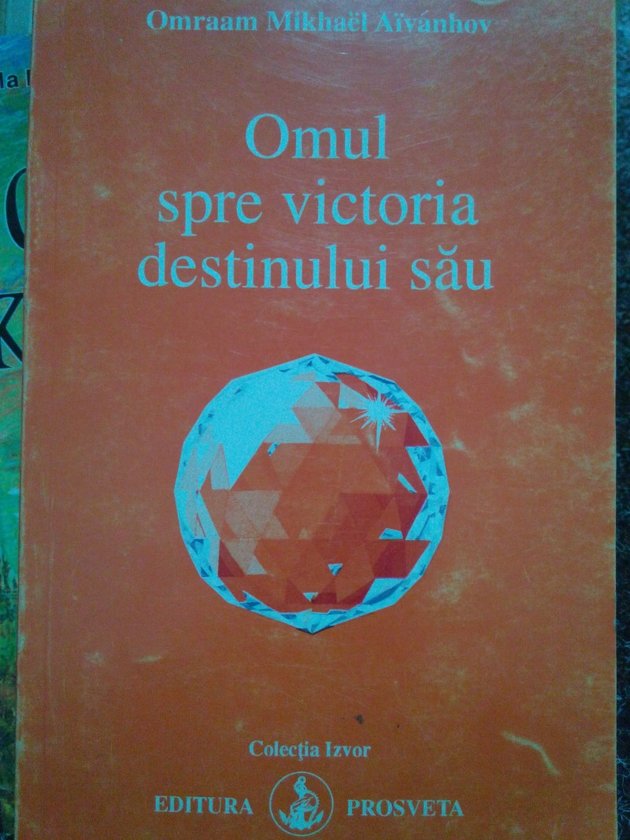 Omraam Mikhaël Aïvanhov
Omul
spre victoria
destinului său
Colecția Izvor
EDITURA PROSVETA